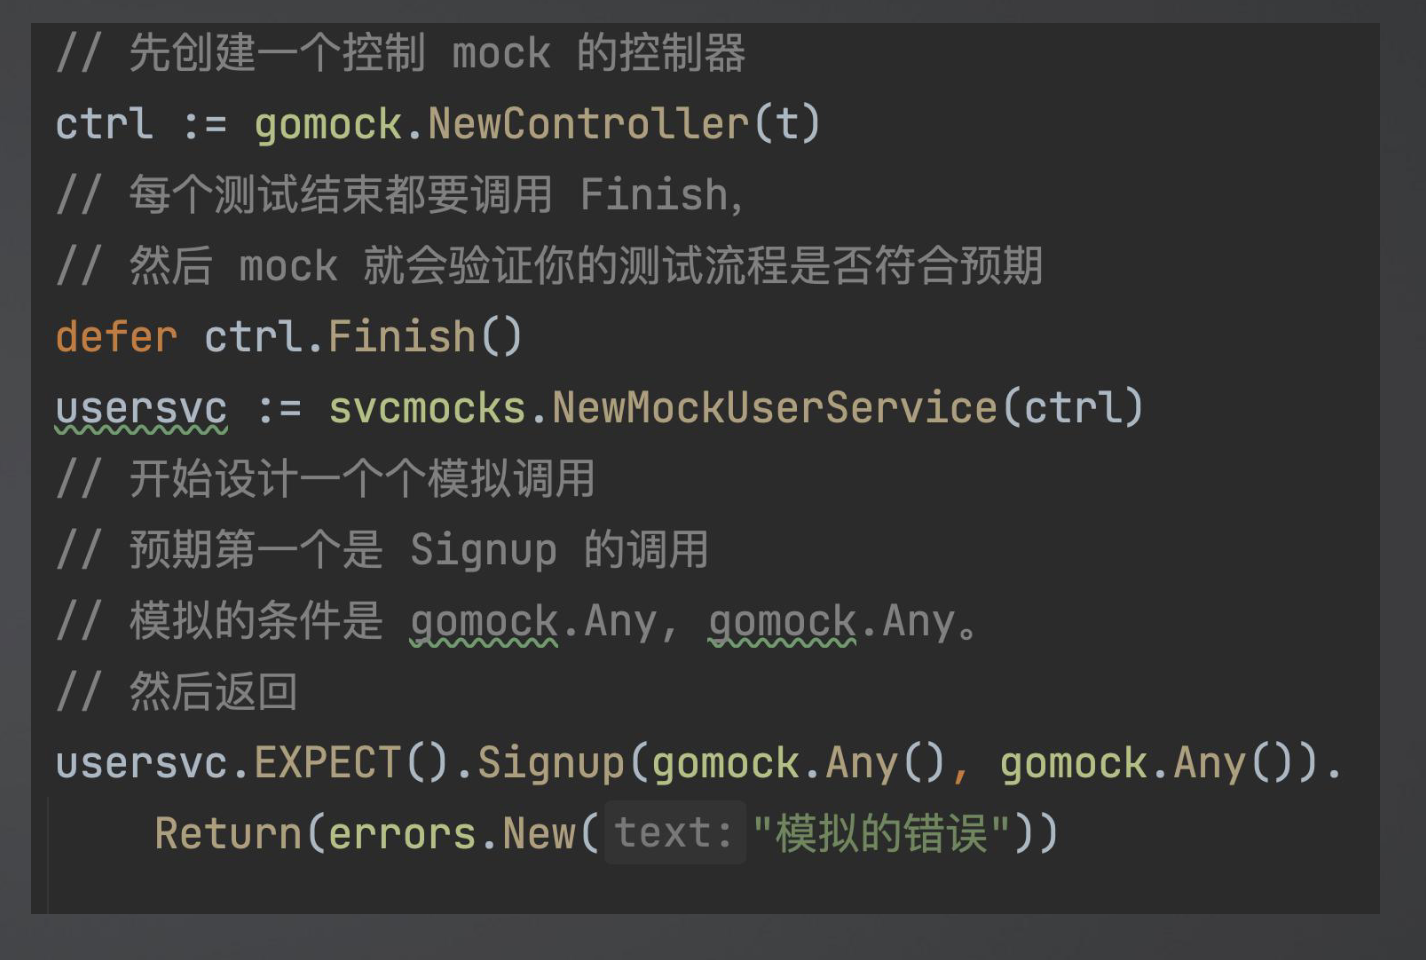 // 先创建一个控制 mock 的控制器
ctrl := gomock.NewController(t)
// 每个测试结束都要调用 Finish，
// 然后 mock 就会验证你的测试流程是否符合预期
defer ctrl.Finish()
usersvc := svcmocks.NewMockUserService(ctrl)
// 开始设计一个个模拟调用
// 预期第一个是 Signup 的调用
// 模拟的条件是 gomock.Any, gomock.Any。
// 然后返回
usersvc.EXPECT().Signup(gomock.Any(), gomock.Any()).
Return(errors.New( text: "模拟的错误"))